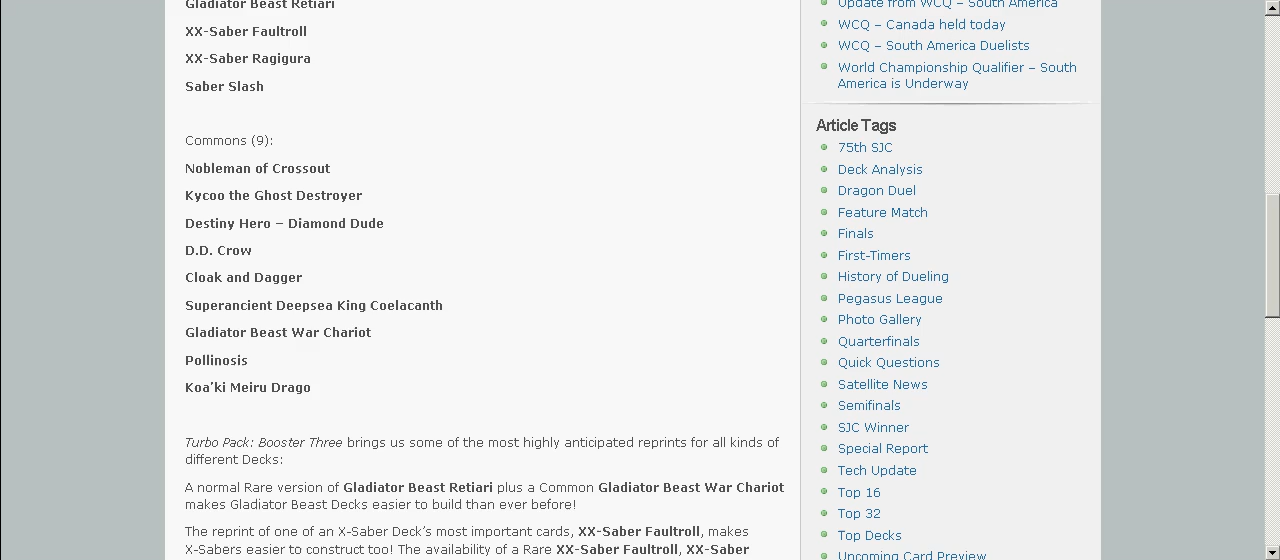 Gladiator Beast Retiari
XX-Saber Faultroll
XX-Saber Ragigura
Saber Slash
Commons (9):
Nobleman of Crossout
Kycoo the Ghost Destroyer
Destiny Hero – Diamond Dude
D.D. Crow
Cloak and Dagger
Superancient Deepsea King Coelacanth
Gladiator Beast War Chariot
Pollinosis
Koa’ki Meiru Drago
Turbo Pack: Booster Three brings us some of the most highly anticipated reprints for all kinds of
different Decks:
A normal Rare version of Gladiator Beast Retiari plus a Common Gladiator Beast War Chariot
makes Gladiator Beast Decks easier to build than ever before!
The reprint of one of an X-Saber Deck’s most important cards, XX-Saber Faultroll, makes
X-Sabers easier to construct too! The availability of a Rare XX-Saber Faultroll, XX-Saber
Update from WCQ – South America
WCQ – Canada held today
WCQ – South America Duelists
World Championship Qualifier – South
America is Underway
Article Tags
75th SJC
Deck Analysis
Dragon Duel
Feature Match
Finals
First-Timers
History of Dueling
Pegasus League
Photo Gallery
Quarterfinals
Quick Questions
Satellite News
Semifinals
SJC Winner
Special Report
Tech Update
Top 16
Top 32
Top Decks
Uncoming Card Preview